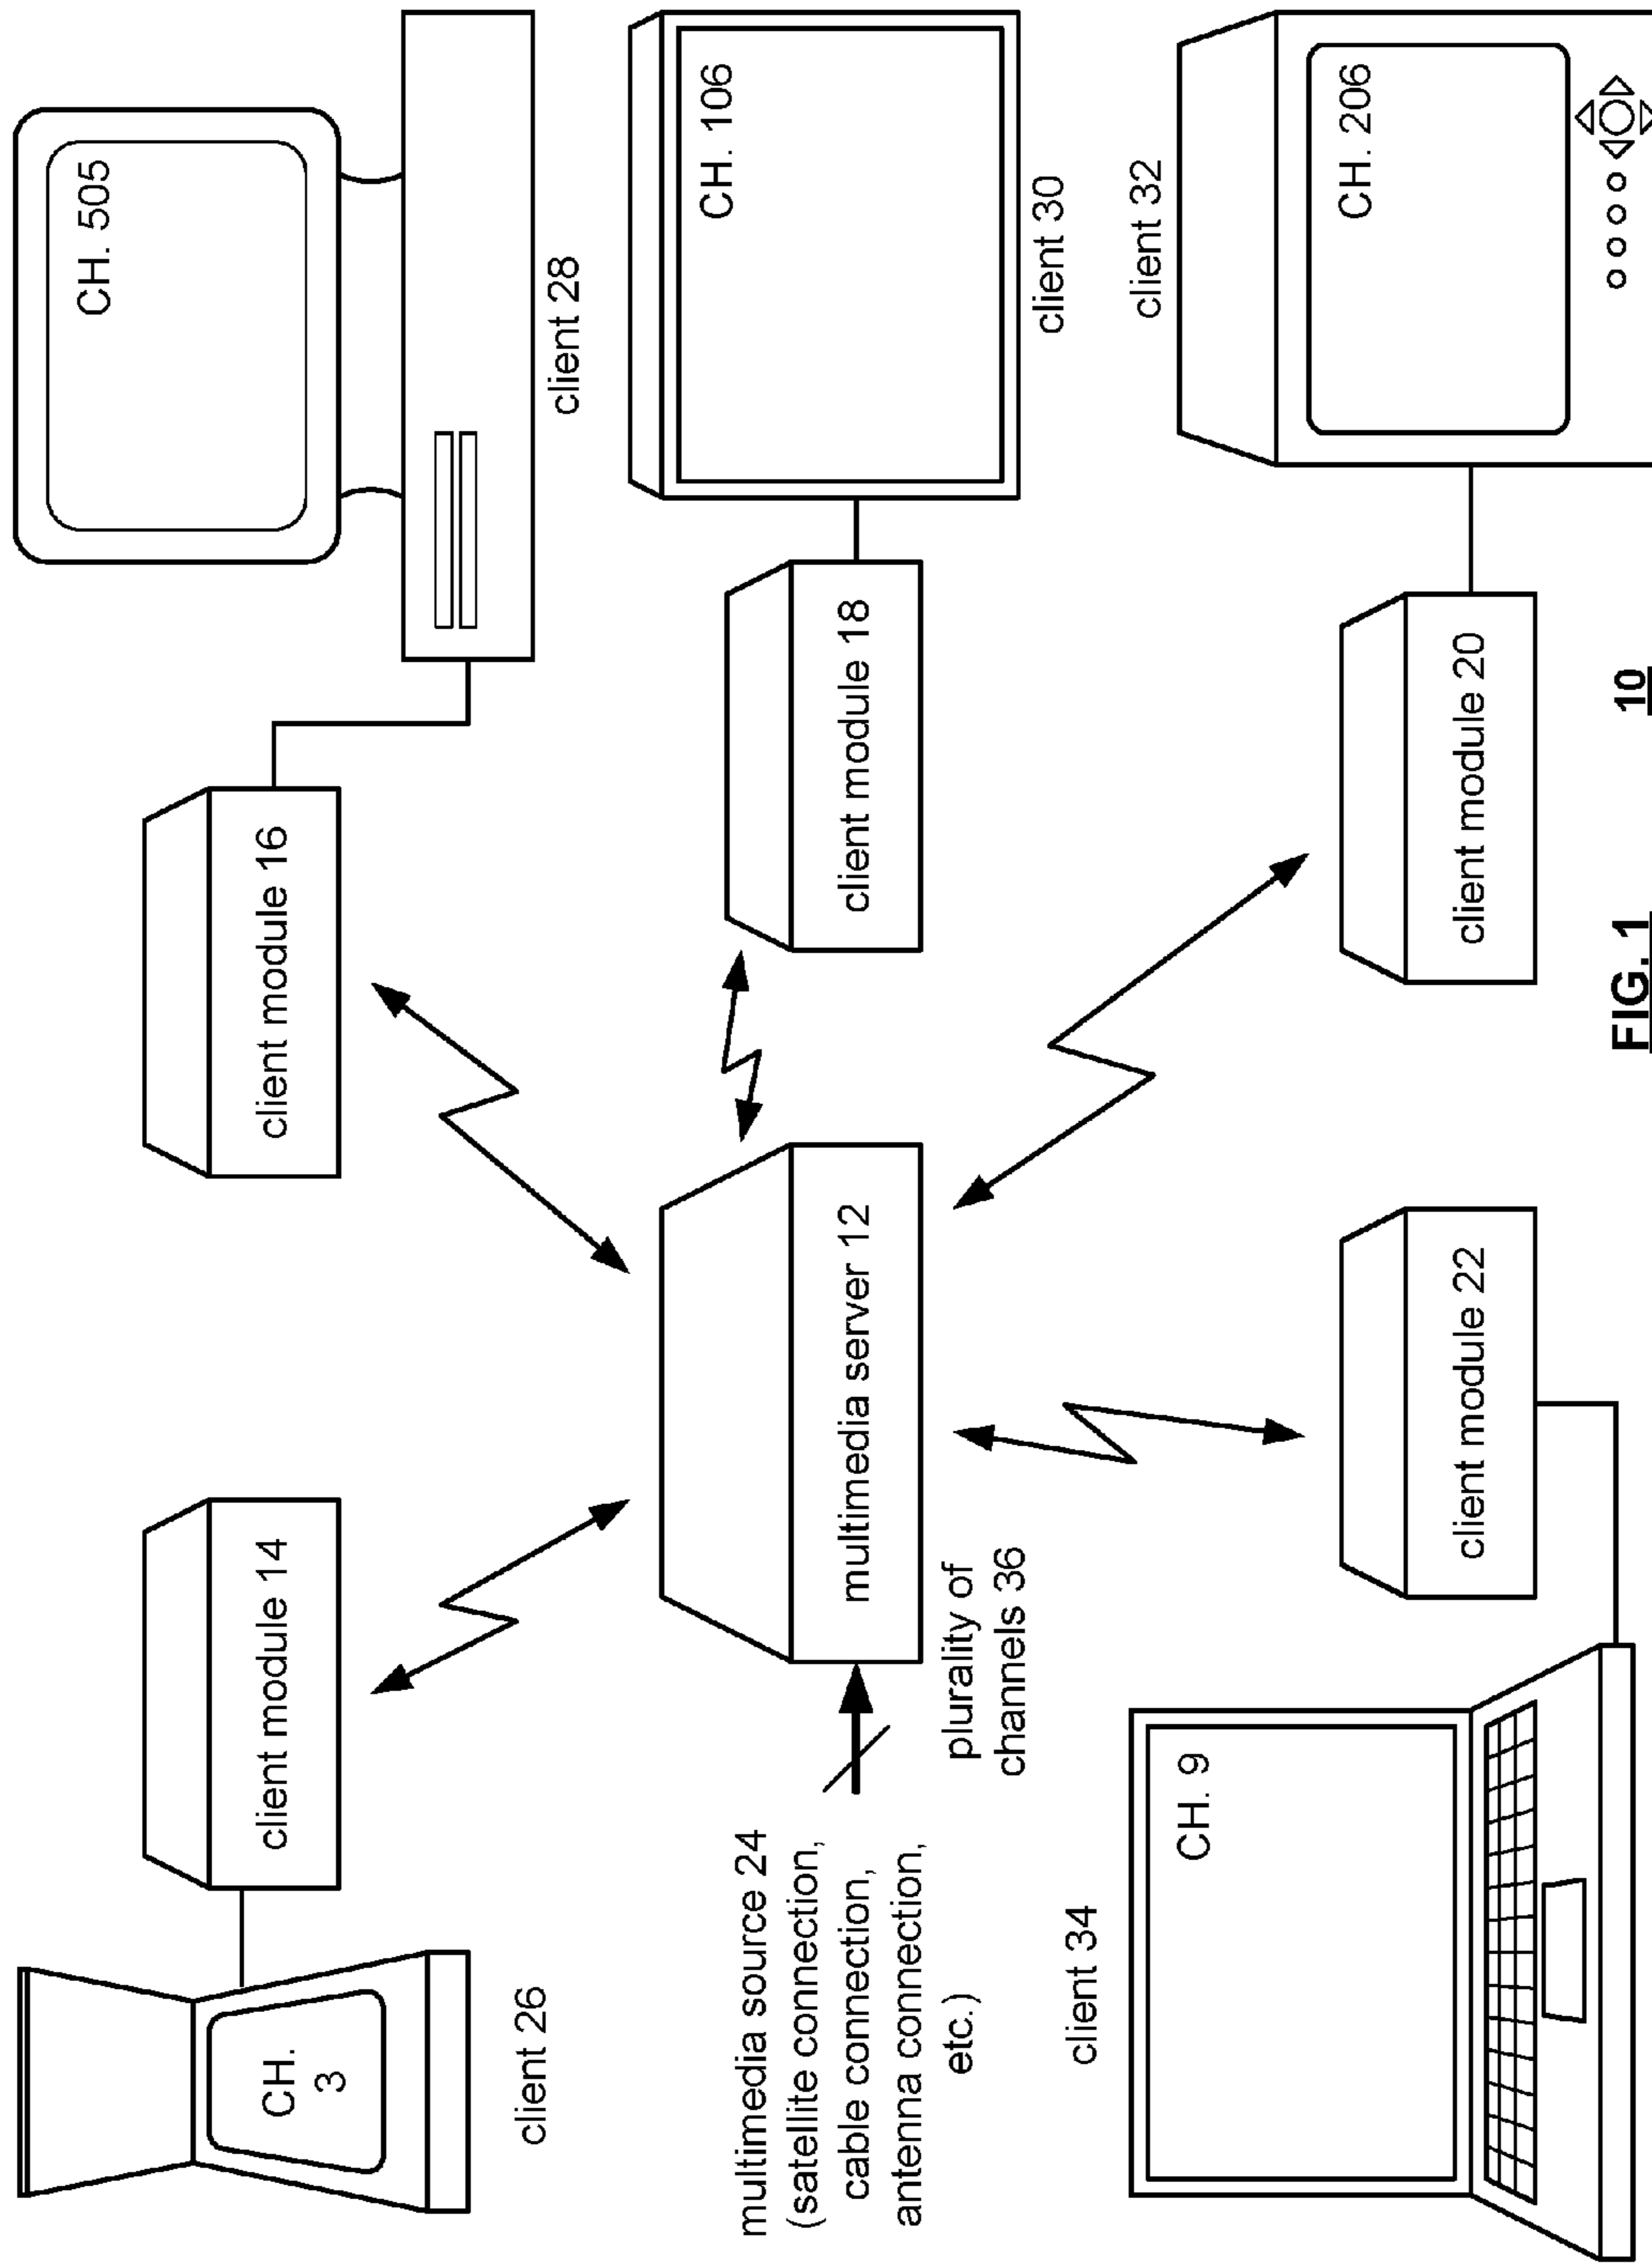 CH.
3
client 26
client module 14
client module 16
CH. 505
client 28
multimedia source 24
(satellite connection,
cable connection,
antenna connection,
etc.)
plurality of
channels 36
multimedia server 12
client module 18
CH. 106
client 30
client 34
CH. 9
client module 22
client module 20
client 32
CH. 206
FIG. 1
10